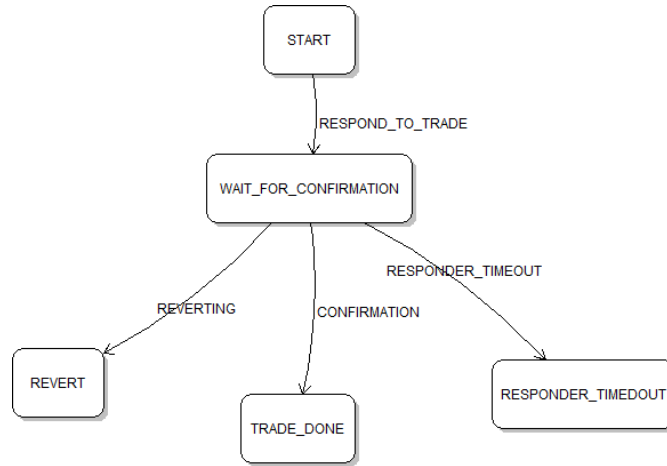 START
RESPOND_TO_TRADE
WAIT_FOR_CONFIRMATION
RESPONDER_TIMEOUT
REVERTING
CONFIRMATION
REVERT
RESPONDER_TIMEDOUT
TRADE_DONE